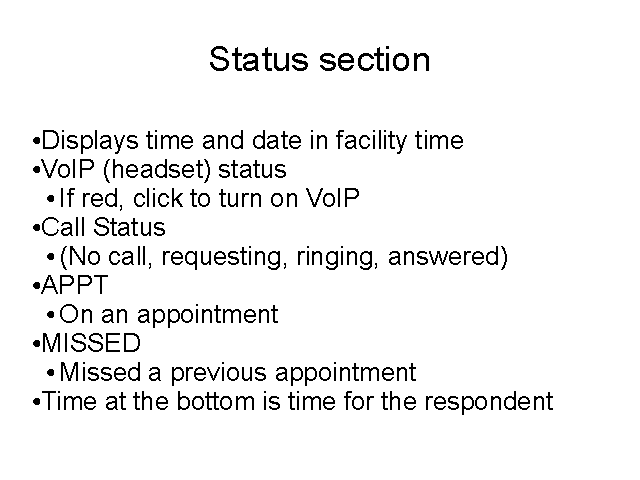 Status section
•Displays time and date in facility time
•VoIP (headset) status
•If red, click to turn on VoIP
•Call Status
•(No call, requesting, ringing, answered)
•APPT
•On an appointment
•MISSED
•Missed a previous appointment
•Time at the bottom is time for the respondent